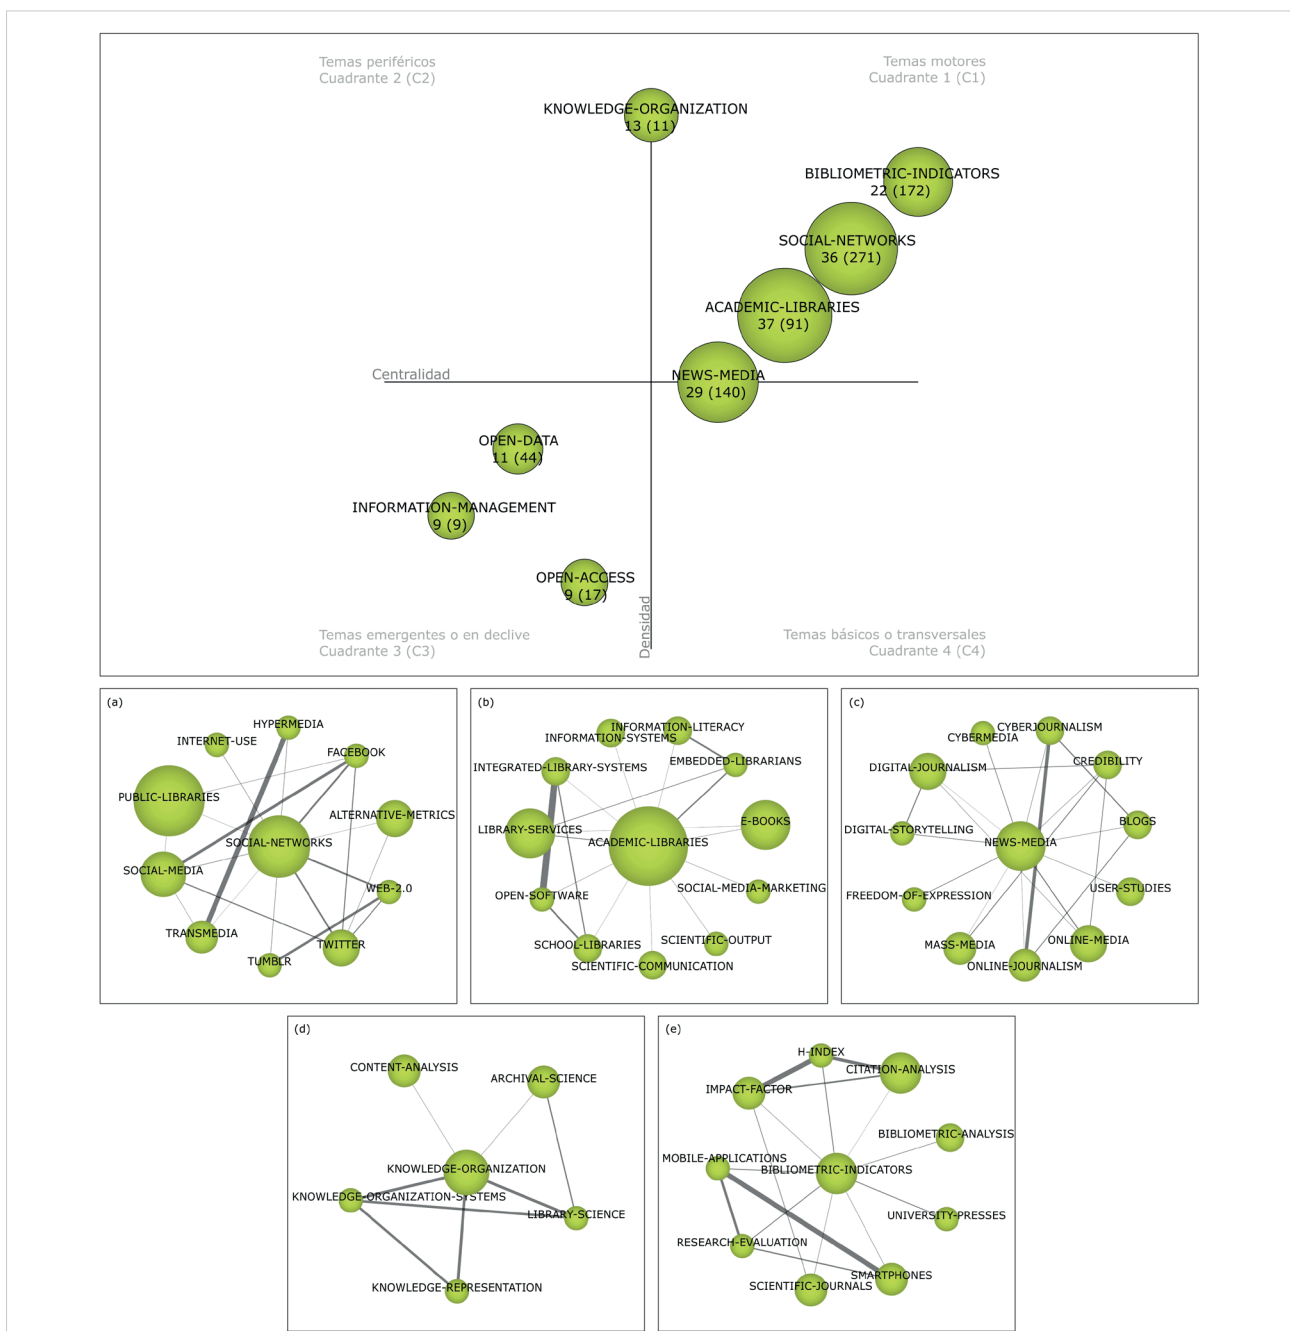 Temas periféricos
Cuadrante 2 (C2)
Temas motores
Cuadrante 1 (C1)
KNOWLEDGE-ORGANIZATION
13 (11)
BIBLIOMETRIC-INDICATORS
22 (172)
SOCIAL-NETWORKS
36 (271)
ACADEMIC-LIBRARIES
37 (91)
Centralidad
NEWS-MEDIA
29 (140)
OPEN-DATA
11 (44)
INFORMATION-MANAGEMENT
9 (9)
OPEN-ACCESS
9 (17)
Densidad
Temas emergentes o en declive
Cuadrante 3 (C3)
Temas básicos o transversales
Cuadrante 4 (C4)
(a)
HYPERMEDIA
INTERNET-USE
FACEBOOK
PUBLIC-LIBRARIES
ALTERNATIVE-METRICS
SOCIAL-NETWORKS
SOCIAL-MEDIA
WEB-2.0
TRANSMEDIA
TWITTER
TUMBLR
(b)
INFORMATION-LITERACY
INFORMATION-SYSTEMS
INTEGRATED-LIBRARY-SYSTEMS
EMBEDDED-LIBRARIANS
E-BOOKS
LIBRARY-SERVICES
ACADEMIC-LIBRARIES
SOCIAL-MEDIA-MARKETING
OPEN-SOFTWARE
SCIENTIFIC-OUTPUT
SCHOOL-LIBRARIES
SCIENTIFIC-COMMUNICATION
(c)
CYBERJOURNALISM
CYBERMEDIA
CREDIBILITY
DIGITAL-JOURNALISM
BLOGS
DIGITAL-STORYTELLING
NEWS-MEDIA
USER-STUDIES
FREEDOM-OF-EXPRESSION
ONLINE-MEDIA
MASS-MEDIA
ONLINE-JOURNALISM
(d)
CONTENT-ANALYSIS
ARCHIVAL-SCIENCE
KNOWLEDGE-ORGANIZATION
KNOWLEDGE-ORGANIZATION-SYSTEMS
LIBRARY-SCIENCE
KNOWLEDGE-REPRESENTATION
(e)
H-INDEX
CITATION-ANALYSIS
IMPACT-FACTOR
BIBLIOMETRIC-ANALYSIS
MOBILE-APPLICATIONS
BIBLIOMETRIC-INDICATORS
UNIVERSITY-PRESSES
RESEARCH-EVALUATION
SMARTPHONES
SCIENTIFIC-JOURNALS